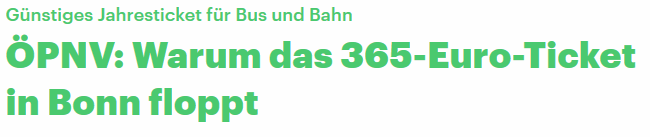 Günstiges Jahresticket für Bus und Bahn
ÖPNV: Warum das 365-Euro-Ticket
in Bonn floppt